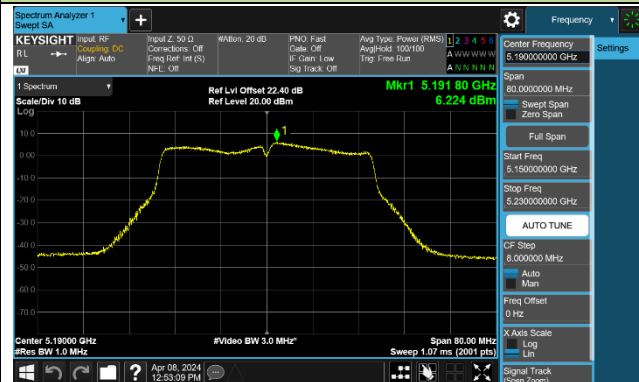 Spectrum Analyzer 1
Swept SA
Frequency
KEYSIGHT
RL
LXI
Input: RF
Coupling: DC
Align: Auto
Input Z: 50 Ω
Corrections: Off
Freq Ref: Int (S)
NFE: Off
#Atten: 20 dB
PNO: Fast
Gate: Off
IF Gain: Low
Sig Track: Off
Avg Type: Power (RMS)
Avg|Hold: 100/100
Trig: Free Run
1 2 3 4 5 6
A W W W W W
A N N N N N
1 Spectrum
Scale/Div 10 dB
Log
Ref Lvl Offset 22.40 dB
Ref Level 20.00 dBm
Mkr1 5.191 80 GHz
6.224 dBm
10.0
0.00
-10.0
-20.0
-30.0
-40.0
-50.0
-60.0
-70.0
1
Center 5.19000 GHz
#Res BW 1.0 MHz
#Video BW 3.0 MHz*
Span 80.00 MHz
Sweep 1.07 ms (2001 pts)
Apr 08, 2024
12:53:09 PM
Center Frequency
5.190000000 GHz
Span
80.0000000 MHz
Swept Span
Zero Span
Full Span
Start Freq
5.150000000 GHz
Stop Freq
5.230000000 GHz
AUTO TUNE
CF Step
8.000000 MHz
Auto
Man
Freq Offset
0 Hz
X Axis Scale
Log
Lin
Signal Track
(Span Zoom)
Settings